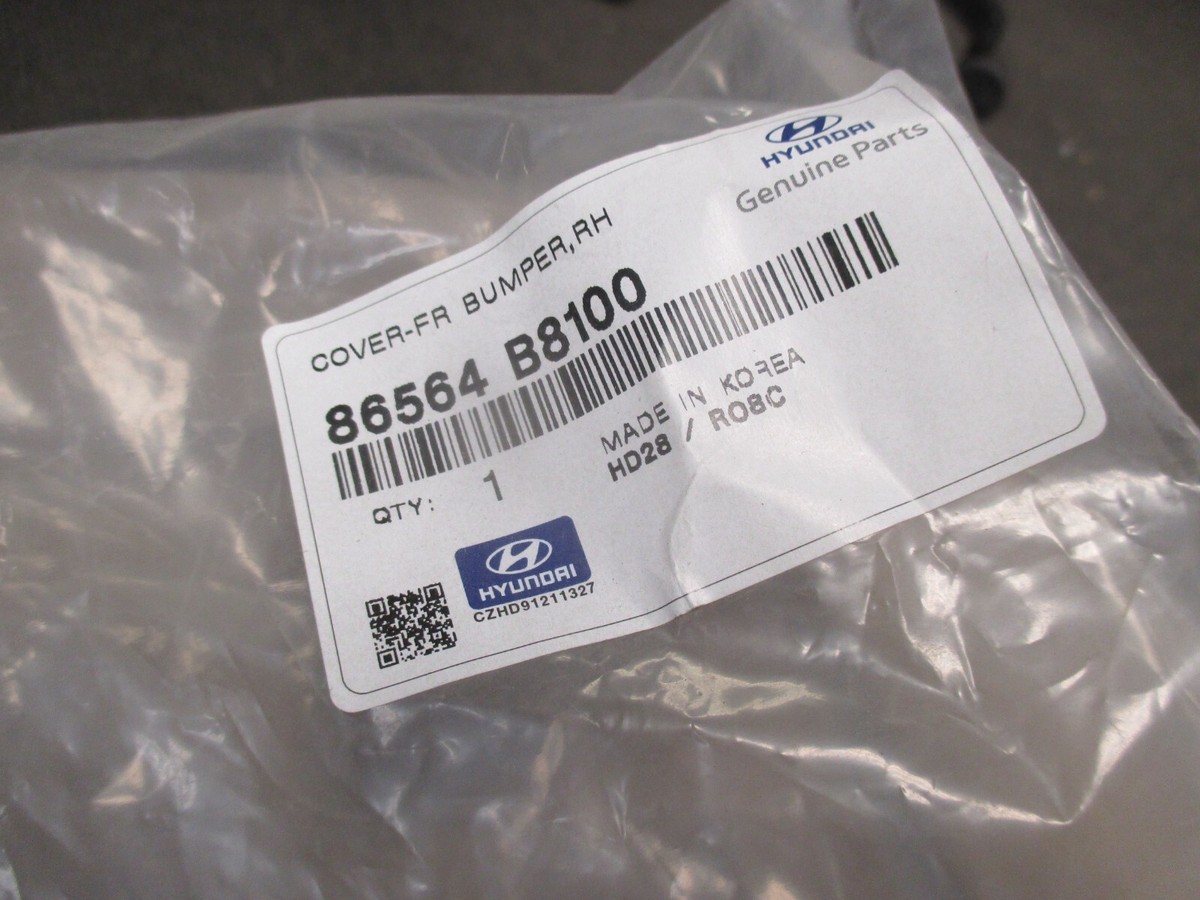 HYUNDAI
Genuine Parts
COVER-FR BUMPER,RH
86564 B8100
MADE IN KOREA
HD28 / R08C
QTY: 1
HYUNDAI
CZHD91211327